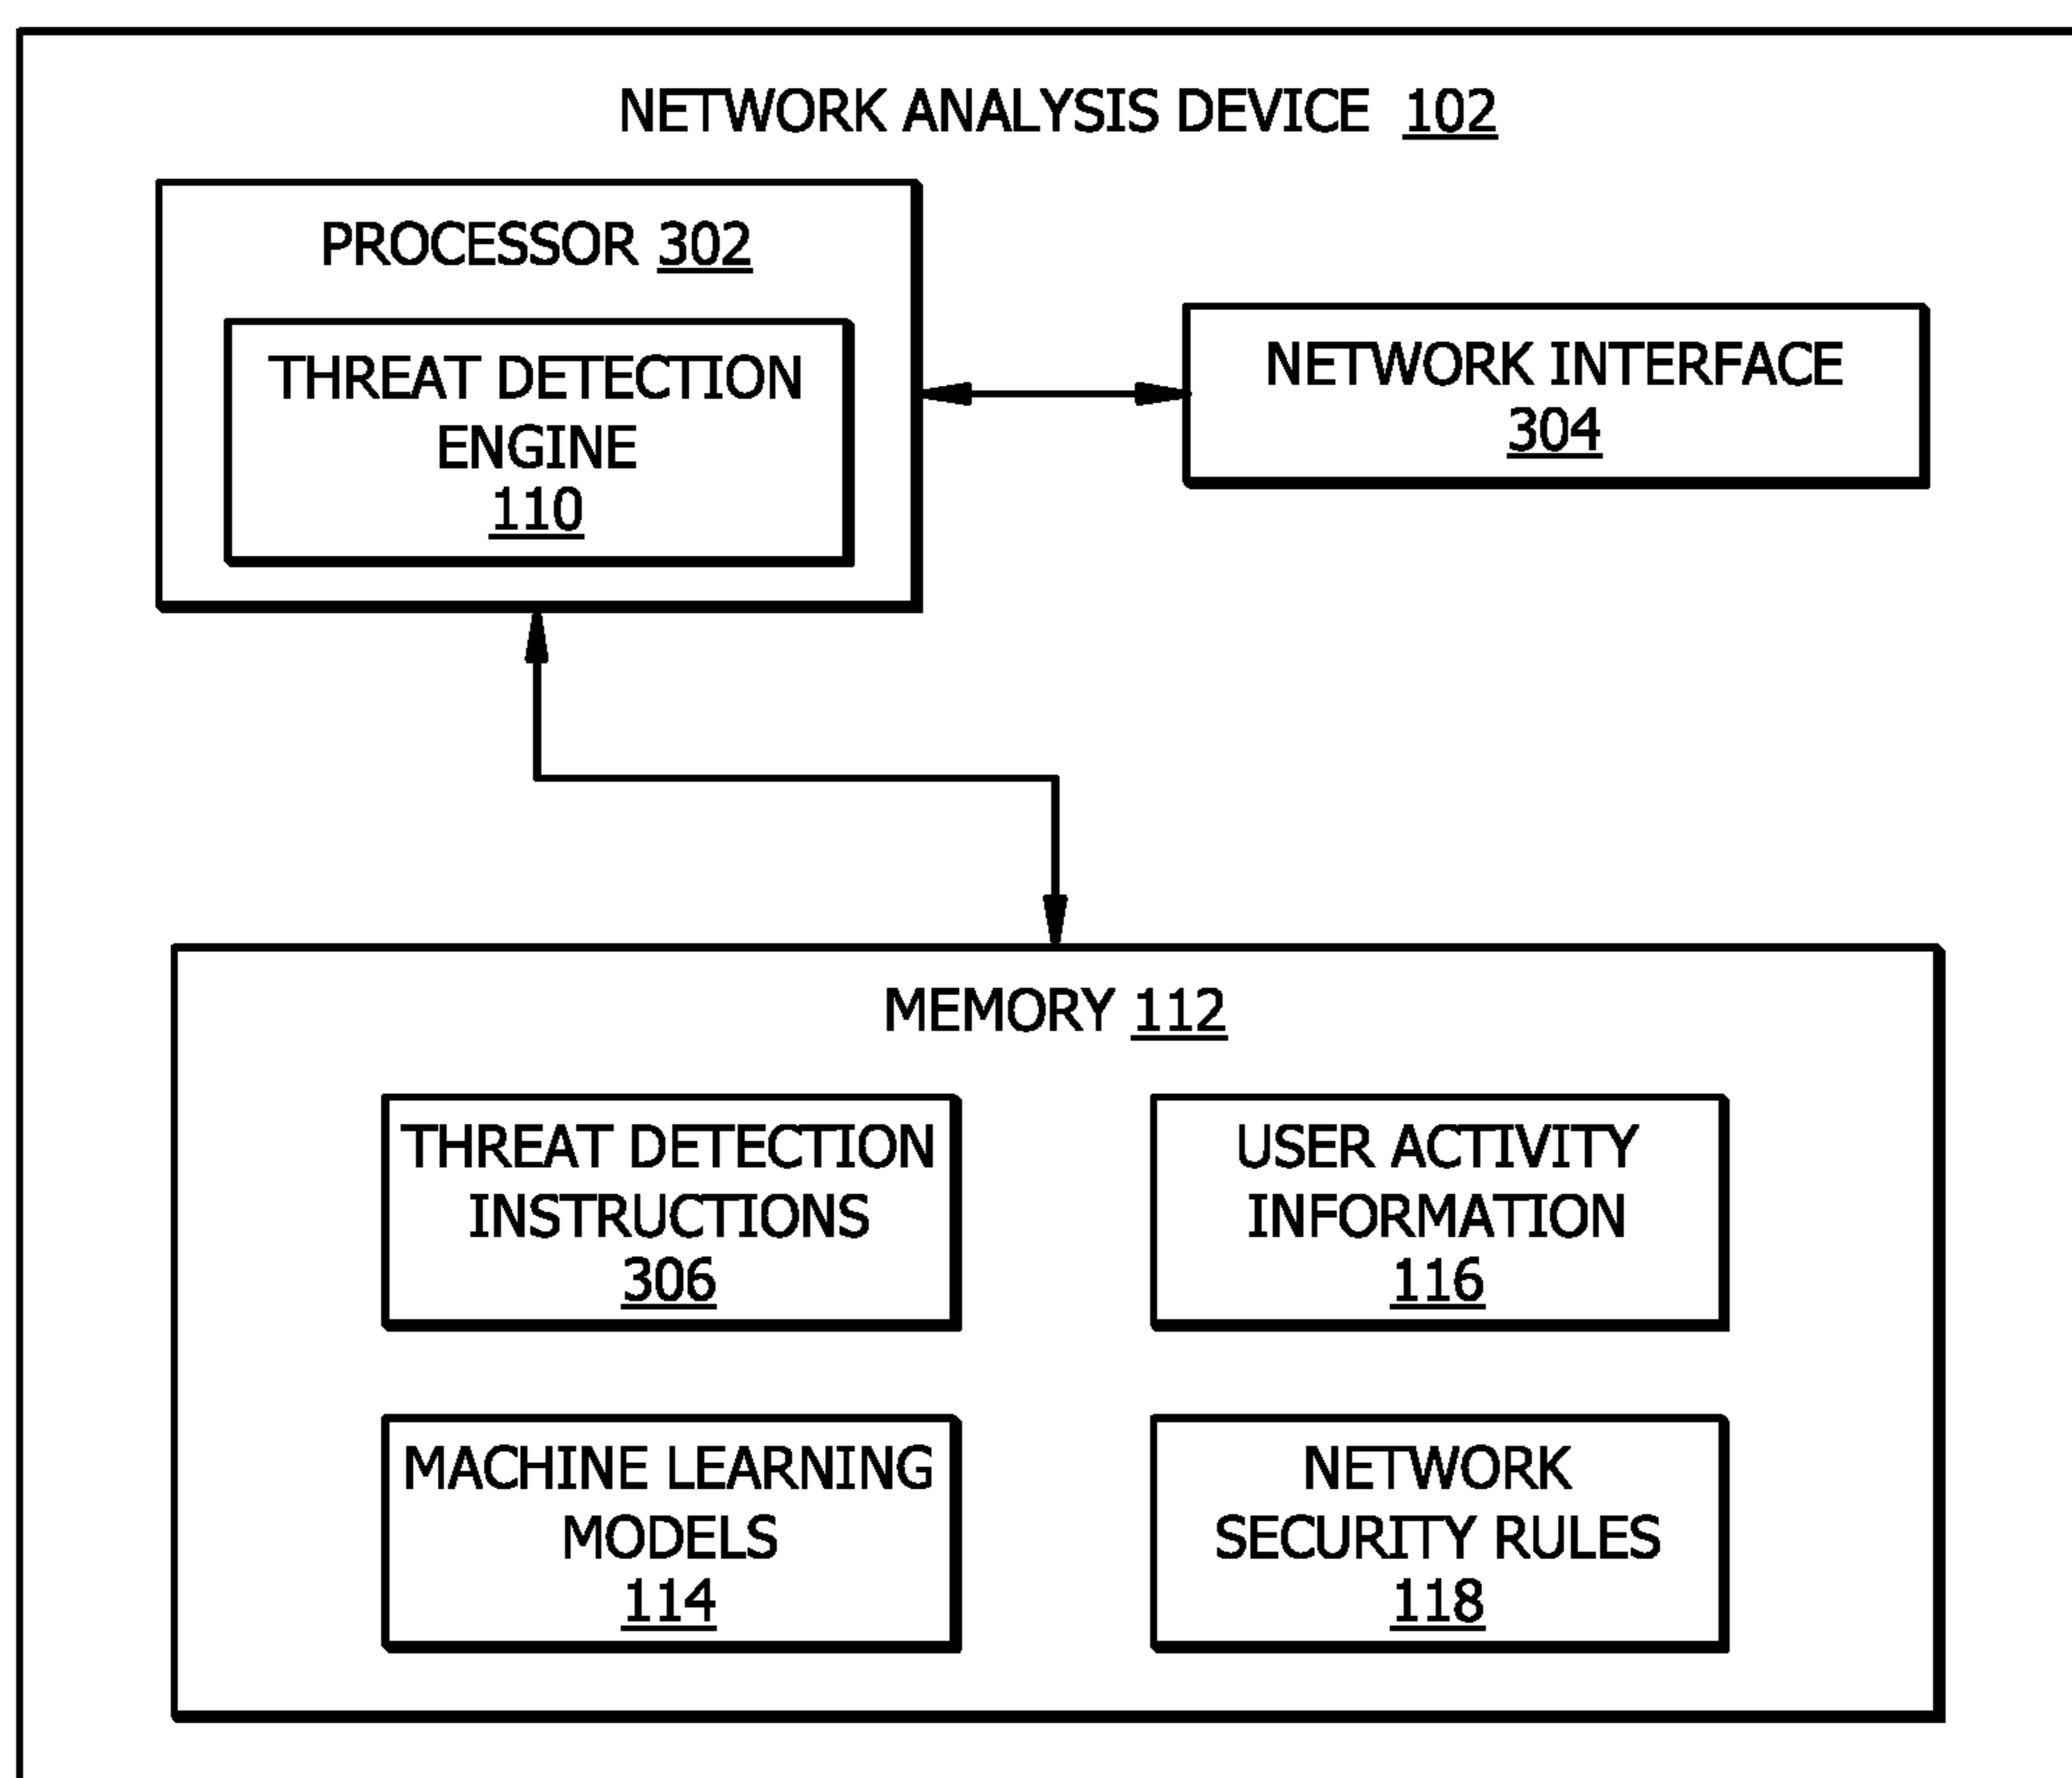 NETWORK ANALYSIS DEVICE 102
PROCESSOR 302
THREAT DETECTION
ENGINE
110
NETWORK INTERFACE
304
MEMORY 112
THREAT DETECTION
INSTRUCTIONS
306
USER ACTIVITY
INFORMATION
116
MACHINE LEARNING
MODELS
114
NETWORK
SECURITY RULES
118